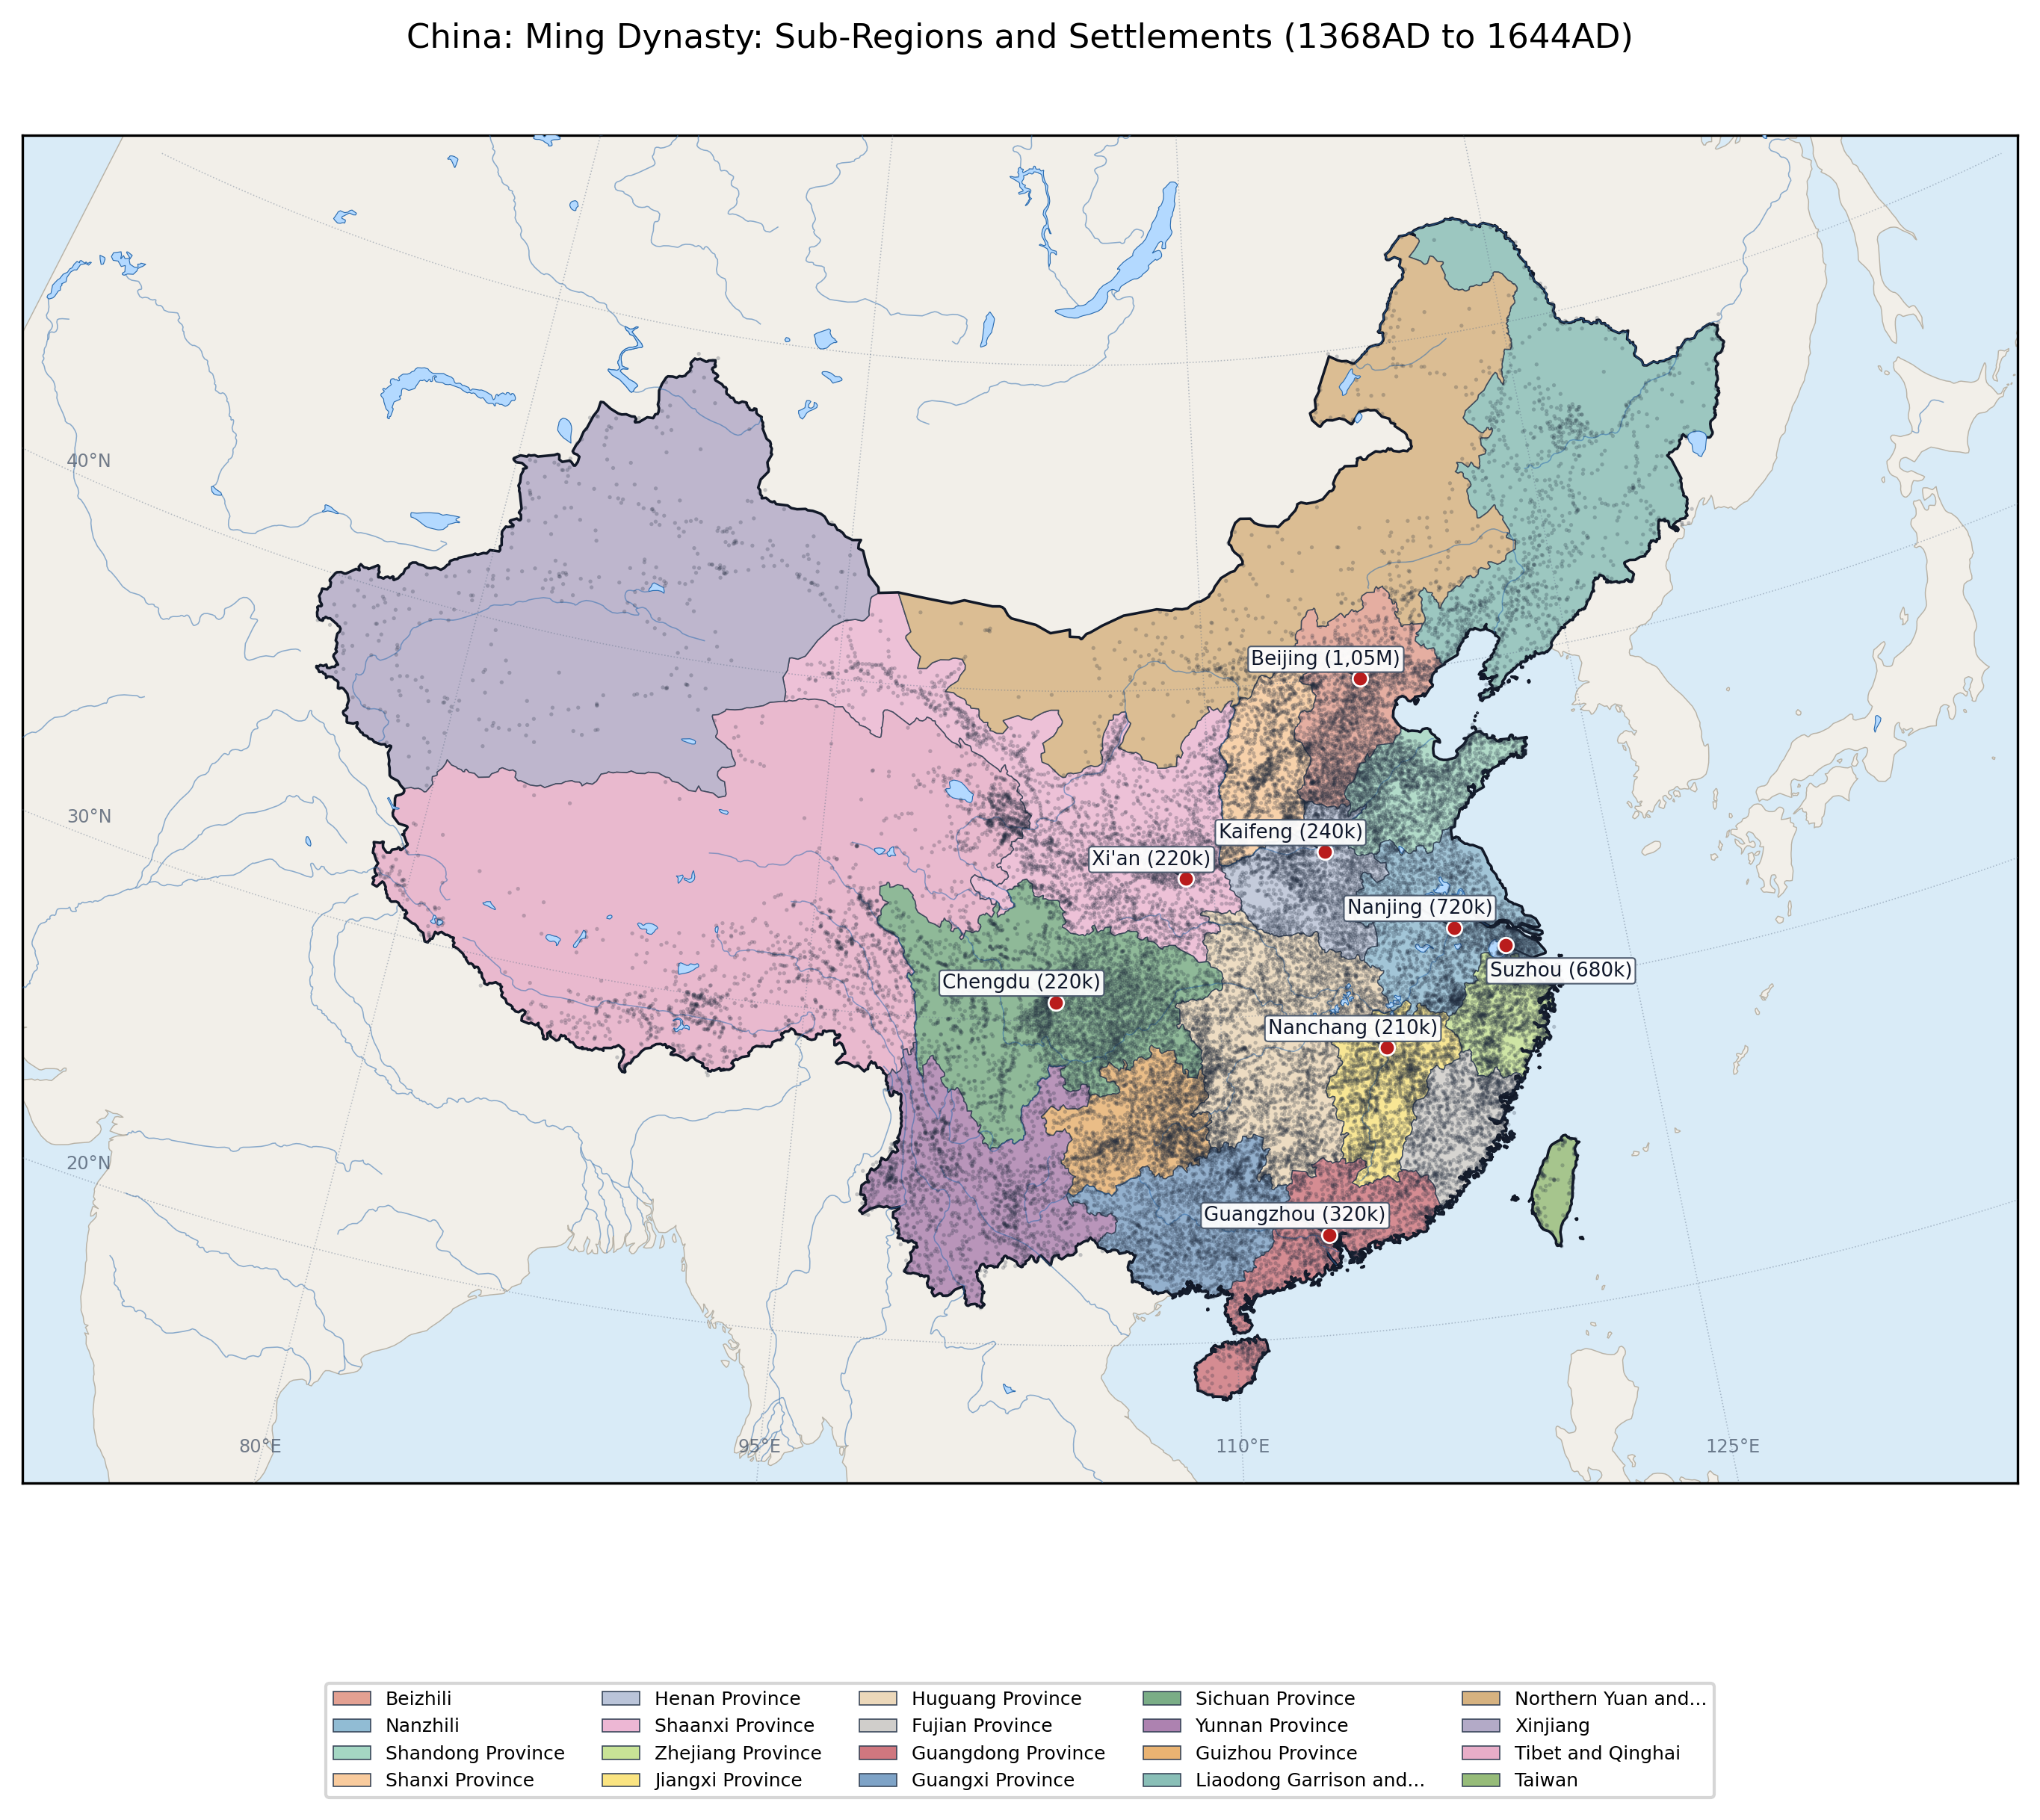 China: Ming Dynasty: Sub-Regions and Settlements (1368AD to 1644AD)
40°N
Beijing (1,05M)
30°N
Kaifeng (240k)
Xi'an (220k)
Nanjing (720k)
Suzhou (680k)
Chengdu (220k)
Nanchang (210k)
20°N
Guangzhou (320k)
80°E
95°E
110°E
125°E
Beizhili
Nanzhili
Shandong Province
Shanxi Province
Henan Province
Shaanxi Province
Zhejiang Province
Jiangxi Province
Huguang Province
Fujian Province
Guangdong Province
Guangxi Province
Sichuan Province
Yunnan Province
Guizhou Province
Liaodong Garrison and...
Northern Yuan and...
Xinjiang
Tibet and Qinghai
Taiwan